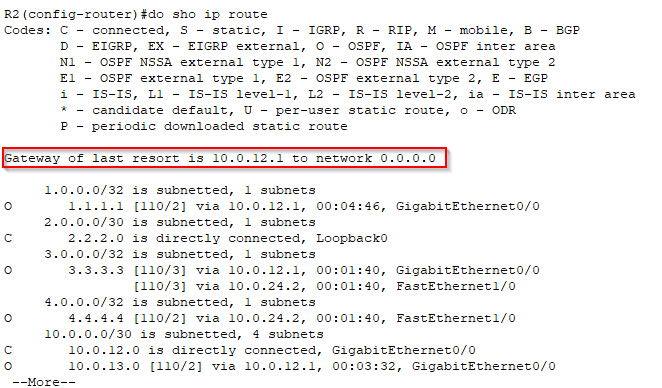 R2(config-router)#do sho ip route
Codes: C - connected, S - static, I - IGRP, R - RIP, M - mobile, B - BGP
D - EIGRP, EX - EIGRP external, O - OSPF, IA - OSPF inter area
N1 - OSPF NSSA external type 1, N2 - OSPF NSSA external type 2
E1 - OSPF external type 1, E2 - OSPF external type 2, E - EGP
i - IS-IS, L1 - IS-IS level-1, L2 - IS-IS level-2, ia - IS-IS inter area
* - candidate default, U - per-user static route, o - ODR
P - periodic downloaded static route
Gateway of last resort is 10.0.12.1 to network 0.0.0.0
1.0.0.0/32 is subnetted, 1 subnets
O 1.1.1.1 [110/2] via 10.0.12.1, 00:04:46, GigabitEthernet0/0
2.0.0.0/30 is subnetted, 1 subnets
C 2.2.2.0 is directly connected, Loopback0
3.0.0.0/32 is subnetted, 1 subnets
O 3.3.3.3 [110/3] via 10.0.12.1, 00:01:40, GigabitEthernet0/0
[110/3] via 10.0.24.2, 00:01:40, FastEthernet1/0
4.0.0.0/32 is subnetted, 1 subnets
O 4.4.4.4 [110/2] via 10.0.24.2, 00:01:40, FastEthernet1/0
10.0.0.0/30 is subnetted, 4 subnets
C 10.0.12.0 is directly connected, GigabitEthernet0/0
O 10.0.13.0 [110/2] via 10.0.12.1, 00:03:32, GigabitEthernet0/0
--More--